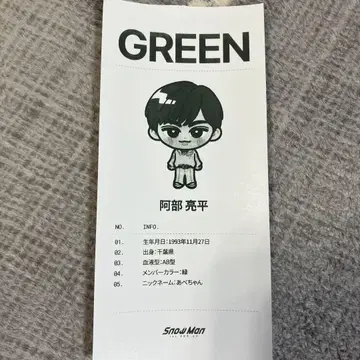 GREEN
阿部 亮平
NO. INFO.
01. 生年月日:1993年11月27日
02. 出身:千葉県
03. 血液型:AB型
04. メンバーカラー:緑
05. ニックネーム:あべちゃん
Snow Man